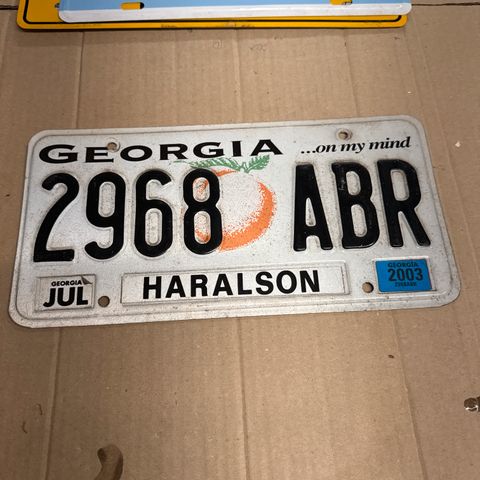 GEORGIA ...on my mind
2968 ABR
GEORGIA
JUL
HARALSON
GEORGIA
2003